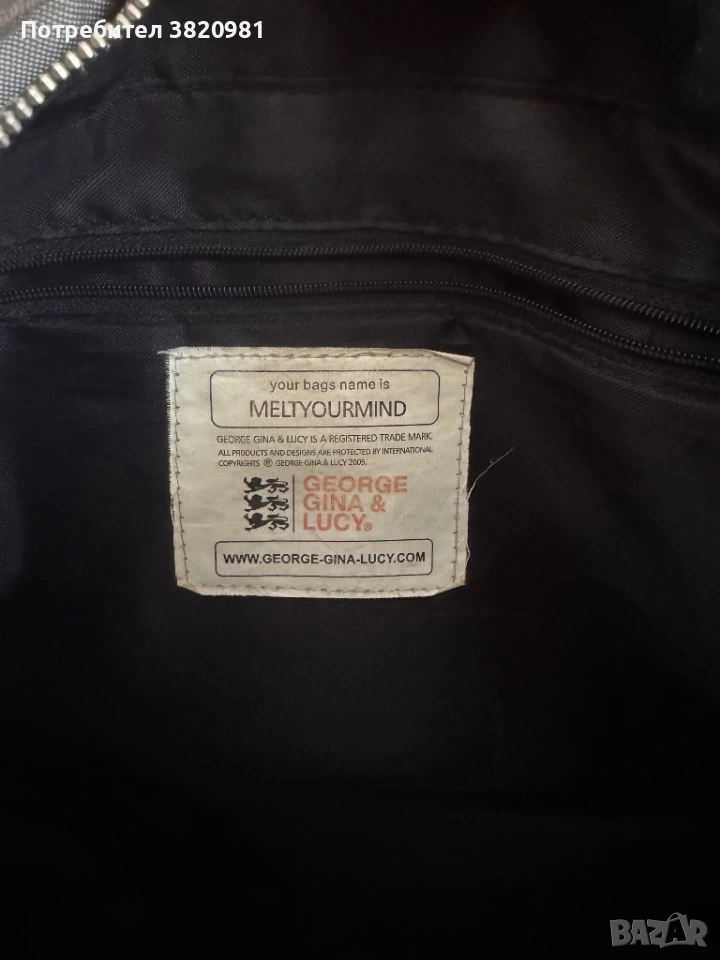 Потребител 3820981
your bags name is
MELTYOURMIND
GEORGE GINA & LUCY IS A REGISTERED TRADE MARK.
ALL PRODUCTS AND DESIGNS ARE PROTECTED BY INTERNATIONAL
COPYRIGHTS ® GEORGE GINA & LUCY 2005.
GEORGE
GINA &
LUCY®
WWW.GEORGE-GINA-LUCY.COM
BAZAR